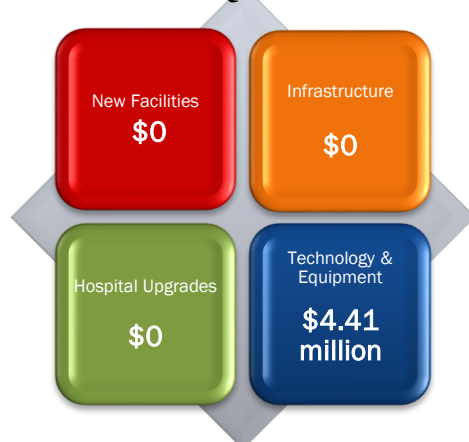 New Facilities
$0
Infrastructure
$0
Hospital Upgrades
$0
Technology &
Equipment
$4.41
million